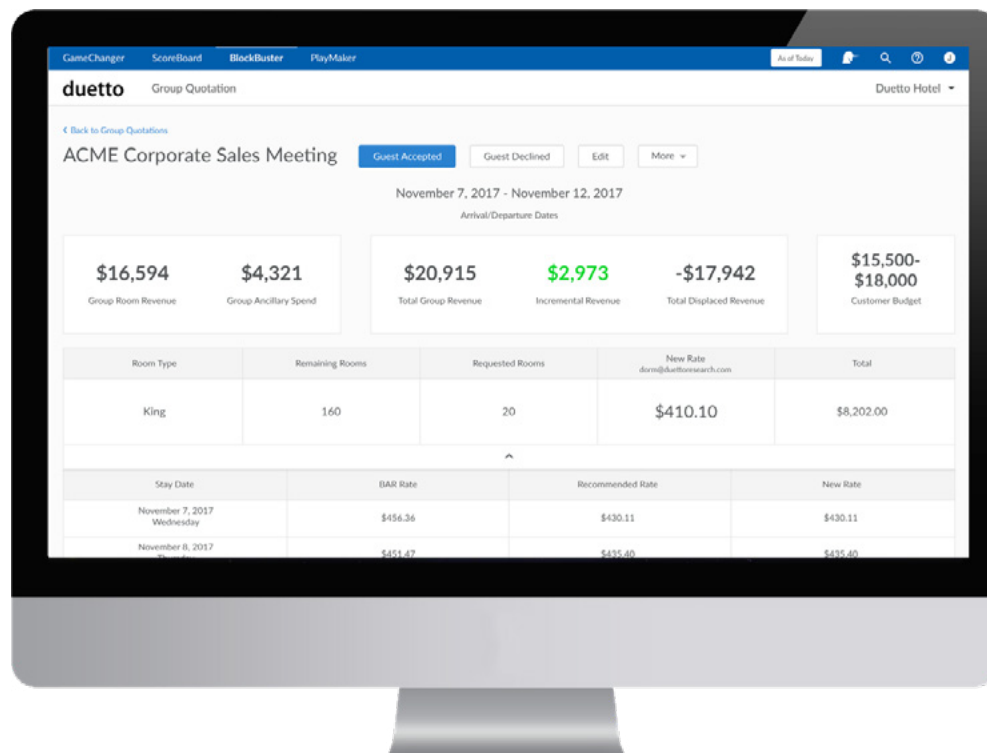 GameChanger ScoreBoard BlockBuster PlayMaker As of Today J
duetto Group Quotation Duetto Hotel
Back to Group Quotations
ACME Corporate Sales Meeting Guest Accepted Guest Declined Edit More
November 7, 2017 - November 12, 2017
Arrival/Departure Dates
$16,594 $4,321 $20,915 $2,973 -$17,942 $15,500-
$18,000
Group Room Revenue Group Ancillary Spend Total Group Revenue Incremental Revenue Total Displaced Revenue Customer Budget
Room Type Remaining Rooms Requested Rooms New Rate Total
dorm@duettoresearch.com
King 160 20 $410.10 $8,202.00
Stay Date BAR Rate Recommended Rate New Rate
November 7, 2017
Wednesday $456.36 $430.11 $430.11
November 8, 2017
Thursday $451.47 $435.40 $435.40